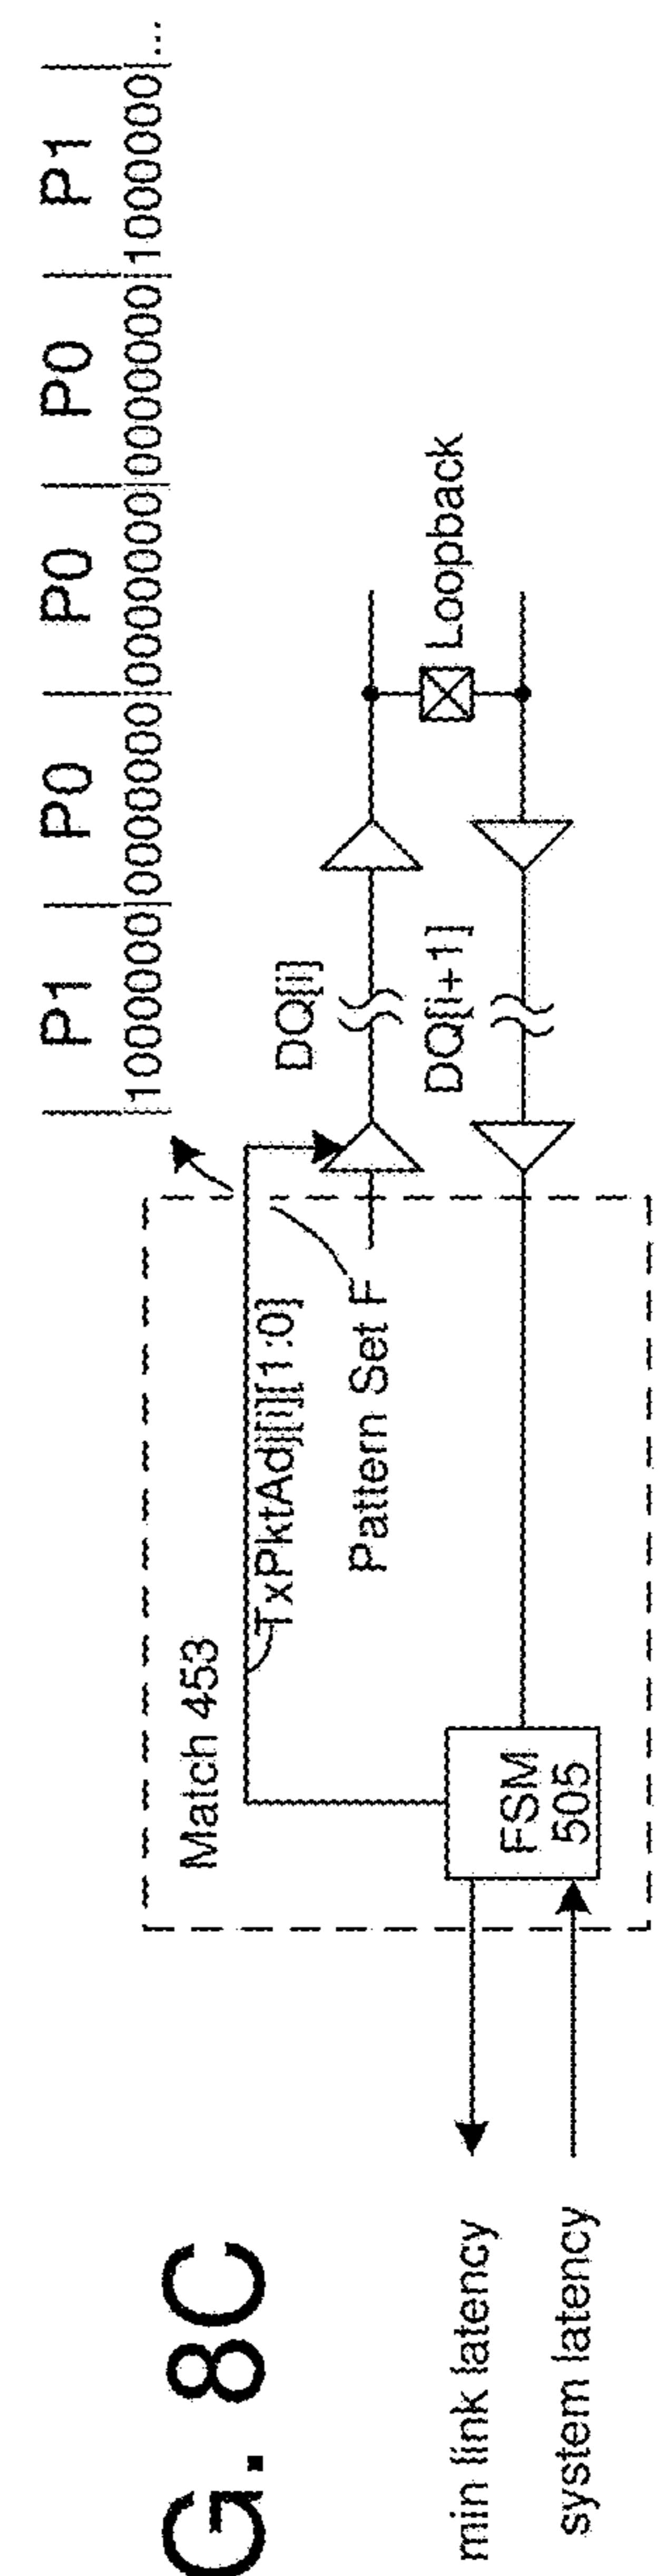 P1 P0 P0 P0 P1
|1000000|0000000|0000000|0000000|1000000|...
Match 453
TxPktAdj[i][1:0]
DQ[i]
Pattern Set F
DQ[i+1]
Loopback
FSM
505
min link latency
system latency
G. 8C